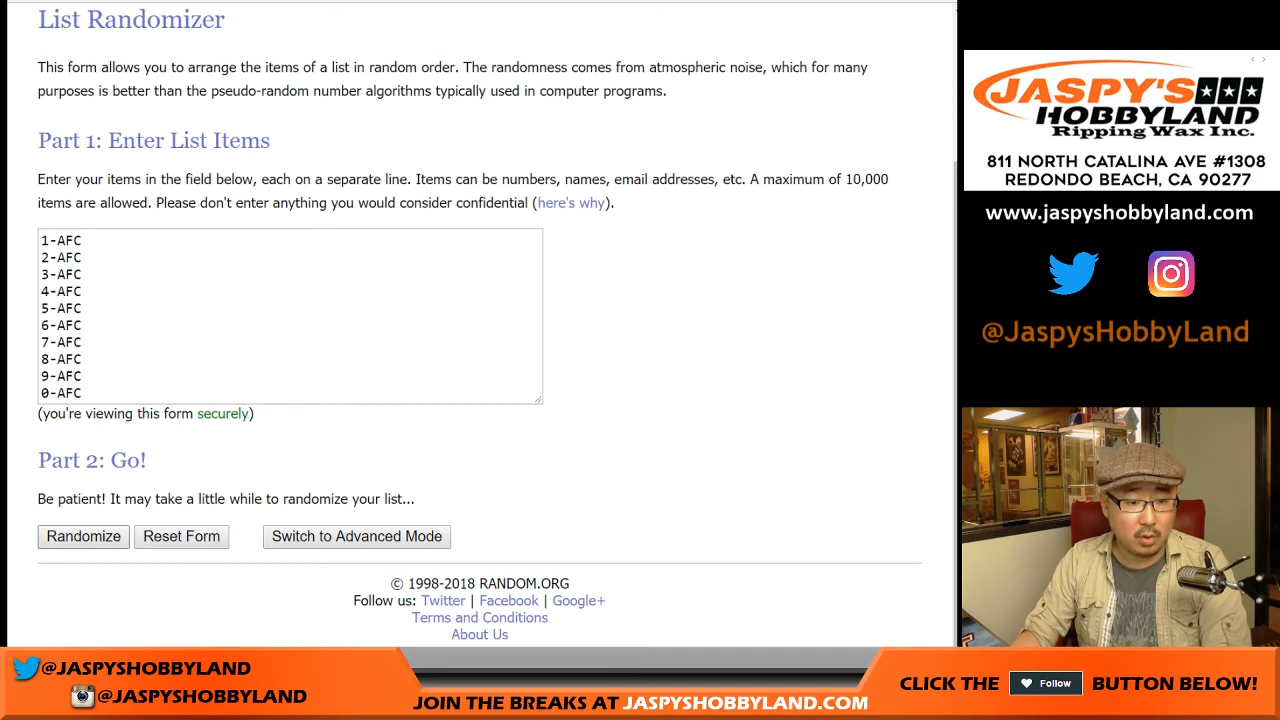 List Randomizer
This form allows you to arrange the items of a list in random order. The randomness comes from atmospheric noise, which for many
purposes is better than the pseudo-random number algorithms typically used in computer programs.
Part 1: Enter List Items
Enter your items in the field below, each on a separate line. Items can be numbers, names, email addresses, etc. A maximum of 10,000
items are allowed. Please don't enter anything you would consider confidential (here's why).
1-AFC
2-AFC
3-AFC
4-AFC
5-AFC
6-AFC
7-AFC
8-AFC
9-AFC
0-AFC
(you're viewing this form securely)
Part 2: Go!
Be patient! It may take a little while to randomize your list...
Randomize
Reset Form
Switch to Advanced Mode
© 1998-2018 RANDOM.ORG
Follow us: Twitter | Facebook | Google+
Terms and Conditions
About Us
JASPY'S
HOBBYLAND
Ripping Wax Inc.
811 NORTH CATALINA AVE #1308
REDONDO BEACH, CA 90277
www.jaspyshobbyland.com
@JaspysHobbyLand
@JASPYSHOBBYLAND
@JASPYSHOBBYLAND
JOIN THE BREAKS AT JASPYSHOBBYLAND.COM
CLICK THE Follow BUTTON BELOW!